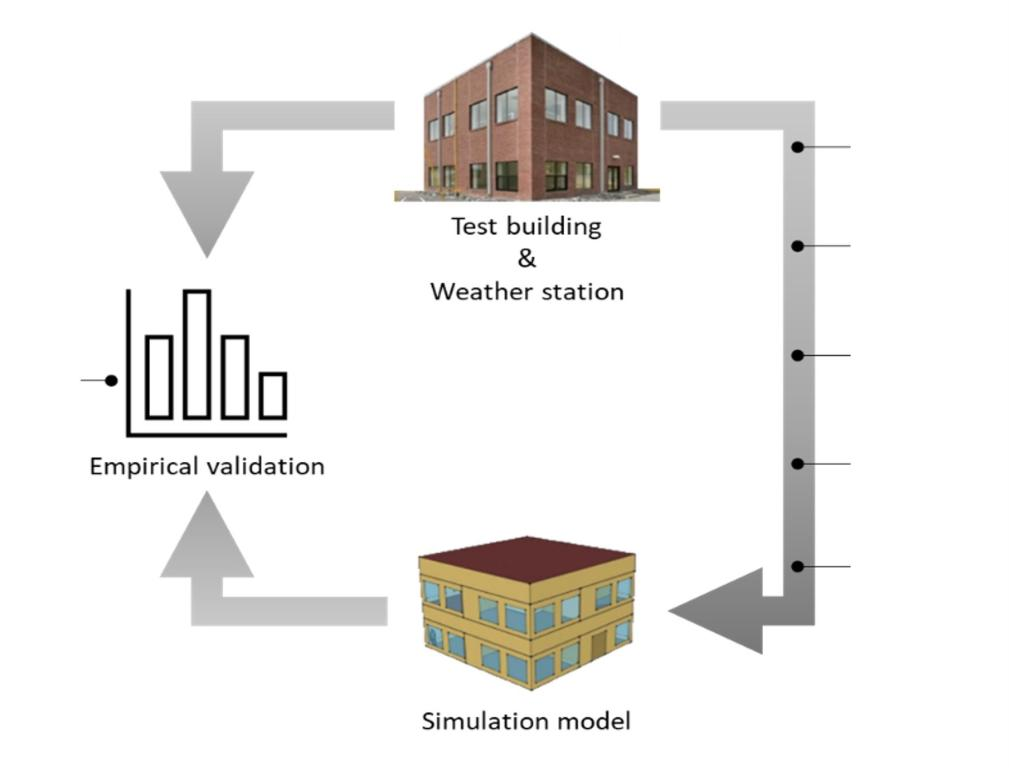 Test building
&
Weather station
Empirical validation
Simulation model